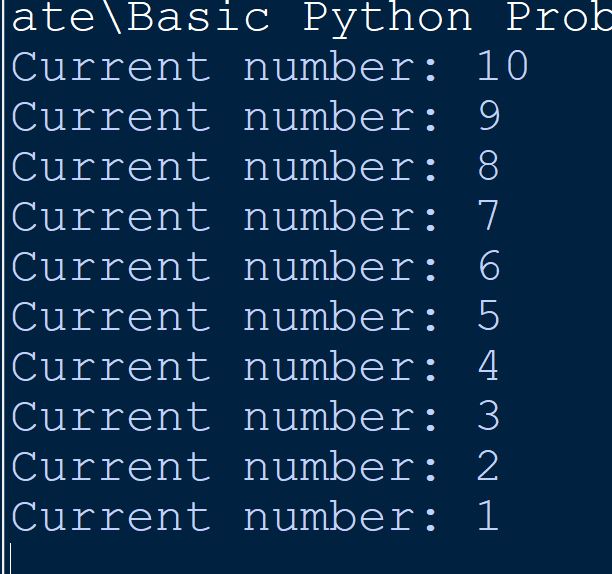 ate\Basic Python Prob
Current number: 10
Current number: 9
Current number: 8
Current number: 7
Current number: 6
Current number: 5
Current number: 4
Current number: 3
Current number: 2
Current number: 1